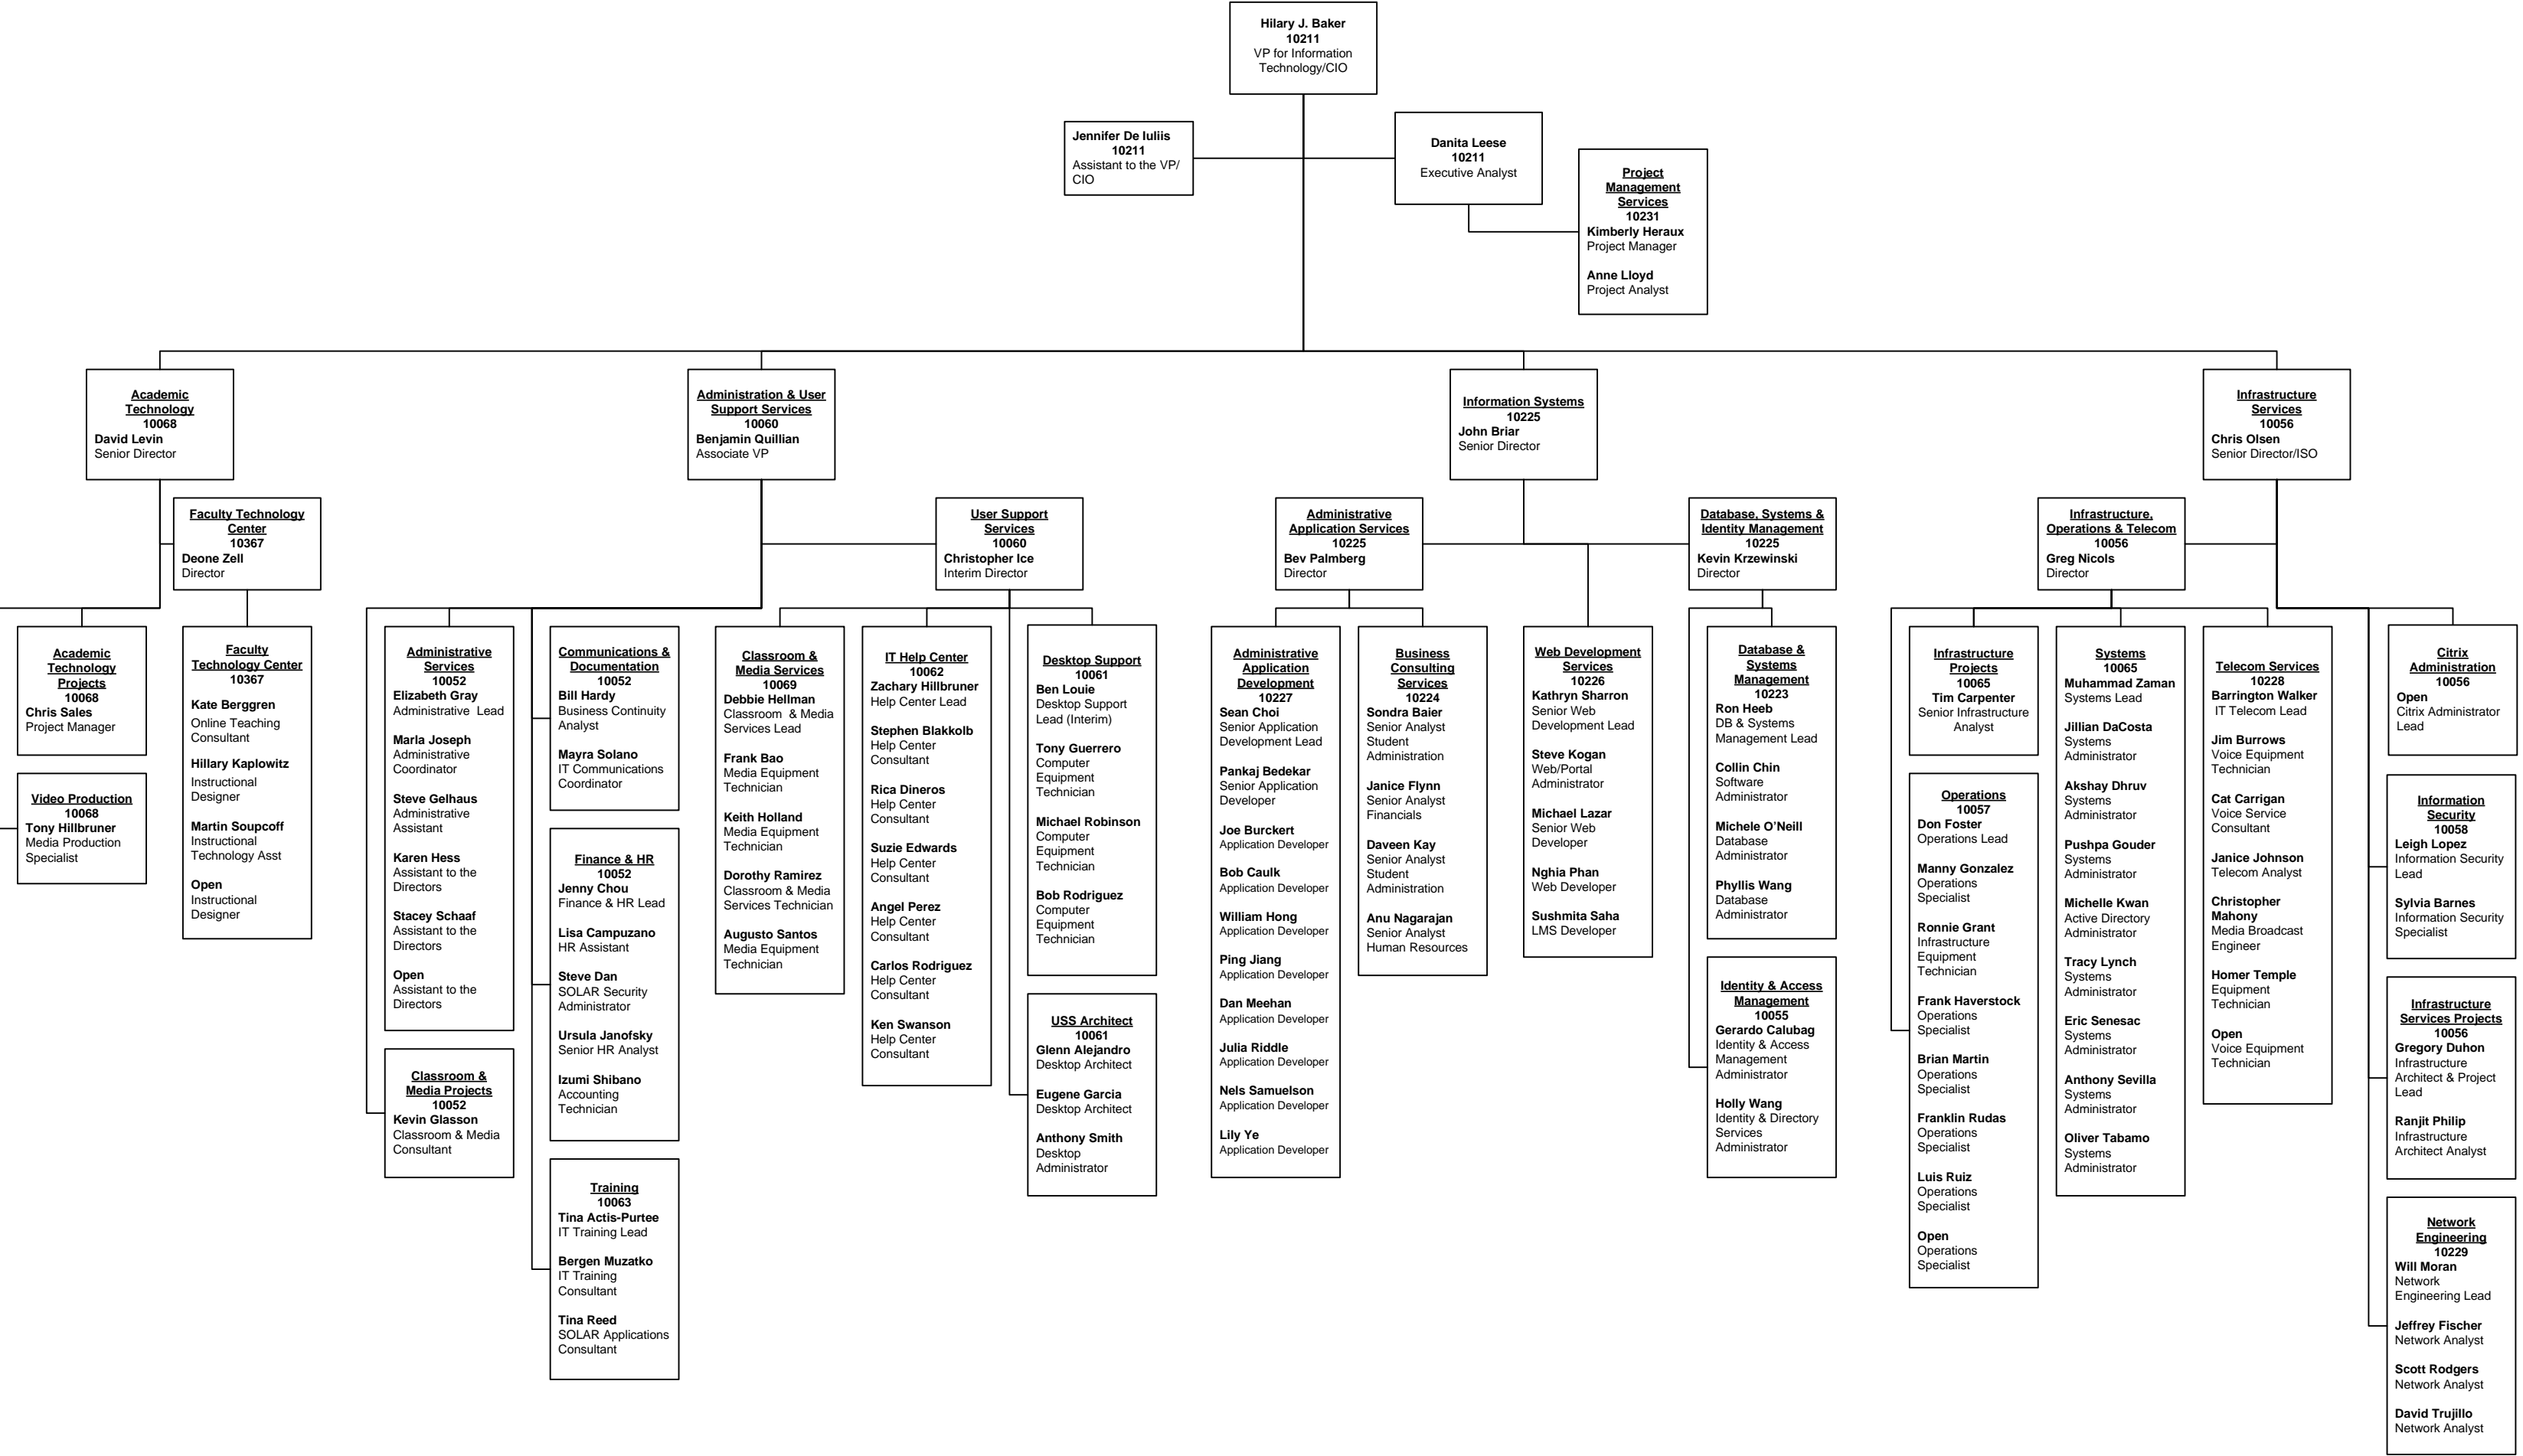 Hilary J. Baker
10211
VP for Information
Technology/CIO
Jennifer De Iuliis
10211
Assistant to the VP/
CIO
Danita Leese
10211
Executive Analyst
Project
Management
Services
10231
Kimberly Heraux
Project Manager
Anne Lloyd
Project Analyst
Academic
Technology
10068
David Levin
Senior Director
Administration & User
Support Services
10060
Benjamin Quillian
Associate VP
Information Systems
10225
John Briar
Senior Director
Infrastructure
Services
10056
Chris Olsen
Senior Director/ISO
Faculty Technology
Center
10367
Deone Zell
Director
User Support
Services
10060
Christopher Ice
Interim Director
Administrative
Application Services
10225
Bev Palmberg
Director
Database, Systems &
Identity Management
10225
Kevin Krzewinski
Director
Infrastructure,
Operations & Telecom
10056
Greg Nicols
Director
Academic
Technology
Projects
10068
Chris Sales
Project Manager
Video Production
10068
Tony Hillbruner
Media Production
Specialist
Faculty
Technology Center
10367
Kate Berggren
Online Teaching
Consultant
Hillary Kaplowitz
Instructional
Designer
Martin Soupcoff
Instructional
Technology Asst
Open
Instructional
Designer
Administrative
Services
10052
Elizabeth Gray
Administrative  Lead
Marla Joseph
Administrative
Coordinator
Steve Gelhaus
Administrative
Assistant
Karen Hess
Assistant to the
Directors
Stacey Schaaf
Assistant to the
Directors
Open
Assistant to the
Directors
Classroom &
Media Projects
10052
Kevin Glasson
Classroom & Media
Consultant
Communications &
Documentation
10052
Bill Hardy
Business Continuity
Analyst
Mayra Solano
IT Communications
Coordinator
Finance & HR
10052
Jenny Chou
Finance & HR Lead
Lisa Campuzano
HR Assistant
Steve Dan
SOLAR Security
Administrator
Ursula Janofsky
Senior HR Analyst
Izumi Shibano
Accounting
Technician
Training
10063
Tina Actis-Purtee
IT Training Lead
Bergen Muzatko
IT Training
Consultant
Tina Reed
SOLAR Applications
Consultant
Classroom &
Media Services
10069
Debbie Hellman
Classroom  & Media
Services Lead
Frank Bao
Media Equipment
Technician
Keith Holland
Media Equipment
Technician
Dorothy Ramirez
Classroom & Media
Services Technician
Augusto Santos
Media Equipment
Technician
IT Help Center
10062
Zachary Hillbruner
Help Center Lead
Stephen Blakkolb
Help Center
Consultant
Rica Dineros
Help Center
Consultant
Suzie Edwards
Help Center
Consultant
Angel Perez
Help Center
Consultant
Carlos Rodriguez
Help Center
Consultant
Ken Swanson
Help Center
Consultant
Desktop Support
10061
Ben Louie
Desktop Support
Lead (Interim)
Tony Guerrero
Computer
Equipment
Technician
Michael Robinson
Computer
Equipment
Technician
Bob Rodriguez
Computer
Equipment
Technician
USS Architect
10061
Glenn Alejandro
Desktop Architect
Eugene Garcia
Desktop Architect
Anthony Smith
Desktop
Administrator
Administrative
Application
Development
10227
Sean Choi
Senior Application
Development Lead
Pankaj Bedekar
Senior Application
Developer
Joe Burckert
Application Developer
Bob Caulk
Application Developer
William Hong
Application Developer
Ping Jiang
Application Developer
Dan Meehan
Application Developer
Julia Riddle
Application Developer
Nels Samuelson
Application Developer
Lily Ye
Application Developer
Business
Consulting
Services
10224
Sondra Baier
Senior Analyst
Student
Administration
Janice Flynn
Senior Analyst
Financials
Daveen Kay
Senior Analyst
Student
Administration
Anu Nagarajan
Senior Analyst
Human Resources
Web Development
Services
10226
Kathryn Sharron
Senior Web
Development Lead
Steve Kogan
Web/Portal
Administrator
Michael Lazar
Senior Web
Developer
Nghia Phan
Web Developer
Sushmita Saha
LMS Developer
Database &
Systems
Management
10223
Ron Heeb
DB & Systems
Management Lead
Collin Chin
Software
Administrator
Michele O’Neill
Database
Administrator
Phyllis Wang
Database
Administrator
Identity & Access
Management
10055
Gerardo Calubag
Identity & Access
Management
Administrator
Holly Wang
Identity & Directory
Services
Administrator
Infrastructure
Projects
10065
Tim Carpenter
Senior Infrastructure
Analyst
Operations
10057
Don Foster
Operations Lead
Manny Gonzalez
Operations
Specialist
Ronnie Grant
Infrastructure
Equipment
Technician
Frank Haverstock
Operations
Specialist
Brian Martin
Operations
Specialist
Franklin Rudas
Operations
Specialist
Luis Ruiz
Operations
Specialist
Open
Operations
Specialist
Systems
10065
Muhammad Zaman
Systems Lead
Jillian DaCosta
Systems
Administrator
Akshay Dhruv
Systems
Administrator
Pushpa Gouder
Systems
Administrator
Michelle Kwan
Active Directory
Administrator
Tracy Lynch
Systems
Administrator
Eric Senesac
Systems
Administrator
Anthony Sevilla
Systems
Administrator
Oliver Tabamo
Systems
Administrator
Telecom Services
10228
Barrington Walker
IT Telecom Lead
Jim Burrows
Voice Equipment
Technician
Cat Carrigan
Voice Service
Consultant
Janice Johnson
Telecom Analyst
Christopher
Mahony
Media Broadcast
Engineer
Homer Temple
Equipment
Technician
Open
Voice Equipment
Technician
Citrix
Administration
10056
Open
Citrix Administrator
Lead
Information
Security
10058
Leigh Lopez
Information Security
Lead
Sylvia Barnes
Information Security
Specialist
Infrastructure
Services Projects
10056
Gregory Duhon
Infrastructure
Architect & Project
Lead
Ranjit Philip
Infrastructure
Architect Analyst
Network
Engineering
10229
Will Moran
Network
Engineering Lead
Jeffrey Fischer
Network Analyst
Scott Rodgers
Network Analyst
David Trujillo
Network Analyst